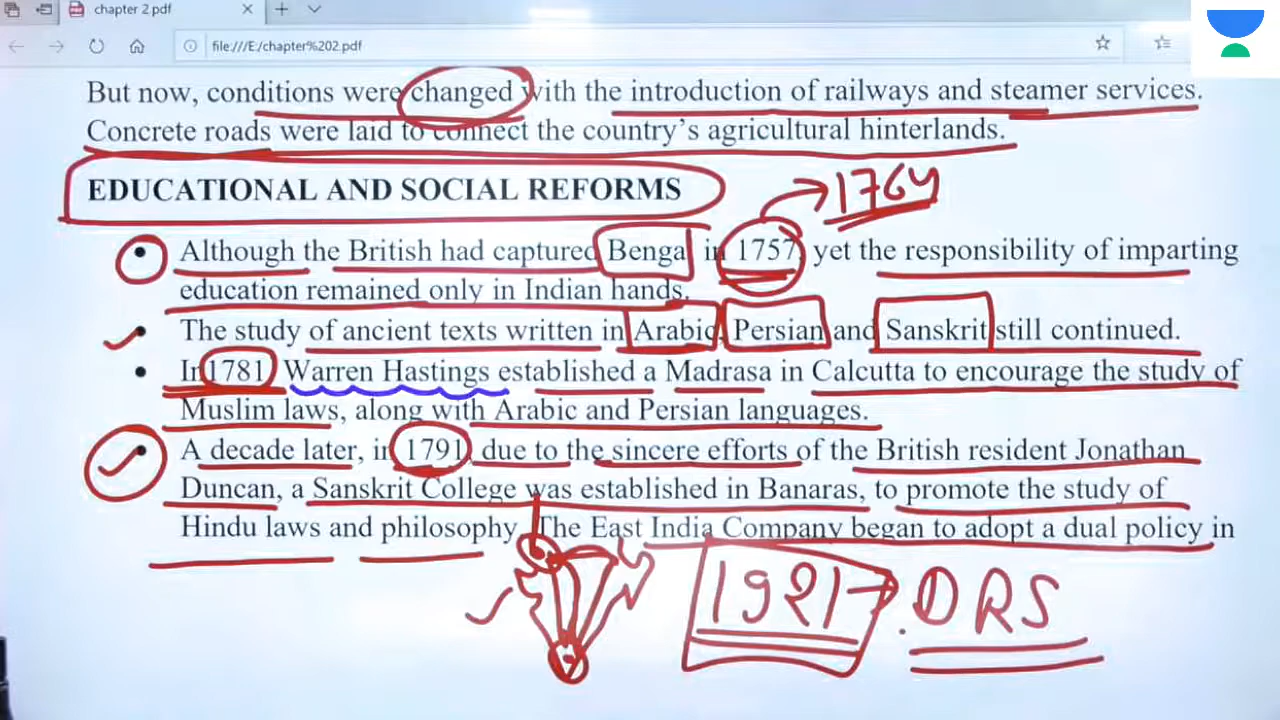 chapter 2.pdf
file:///E:/chapter%202.pdf
But now, conditions were changed with the introduction of railways and steamer services.
Concrete roads were laid to connect the country's agricultural hinterlands.
EDUCATIONAL AND SOCIAL REFORMS
1764
• Although the British had captured Bengal in 1757, yet the responsibility of imparting
education remained only in Indian hands.
• The study of ancient texts written in Arabic, Persian and Sanskrit still continued.
• In 1781 Warren Hastings established a Madrasa in Calcutta to encourage the study of
Muslim laws, along with Arabic and Persian languages.
• A decade later, in 1791, due to the sincere efforts of the British resident Jonathan
Duncan, a Sanskrit College was established in Banaras, to promote the study of
Hindu laws and philosophy. The East India Company began to adopt a dual policy in
1921 → DRS